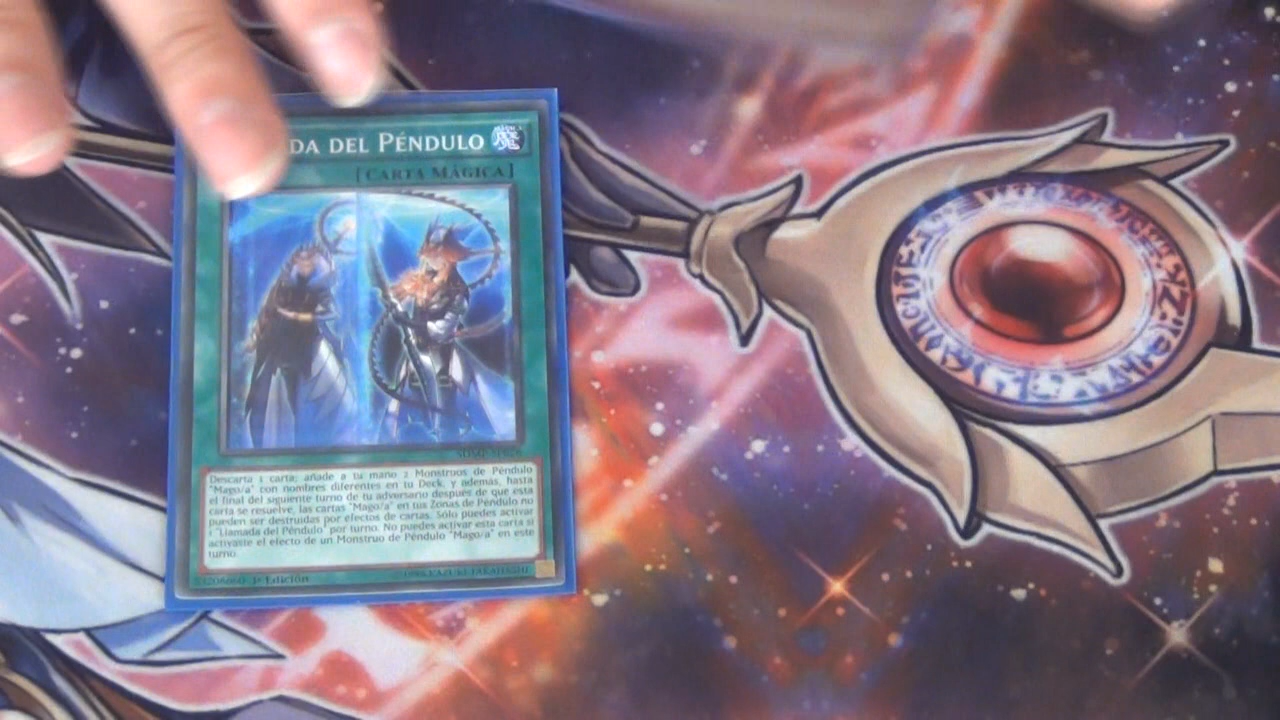 DA DEL PÉNDULO
[CARTA MÁGICA]
Descarta 1 carta; añade a tu mano 2 Monstruos de Péndulo
"Mago/a" con nombres diferentes en tu Deck, y además, hasta
el final del siguiente turno de tu adversario después de que esta
carta se resuelve, las cartas "Mago/a" en tus Zonas de Péndulo no
pueden ser destruidas por efectos de cartas. Sólo puedes activar
1 "Llamada del Péndulo" por turno. No puedes activar esta carta si
activaste el efecto de un Monstruo de Péndulo "Mago/a" en este
turno.
1ª Edición
KAZUKI TAKAHASHI